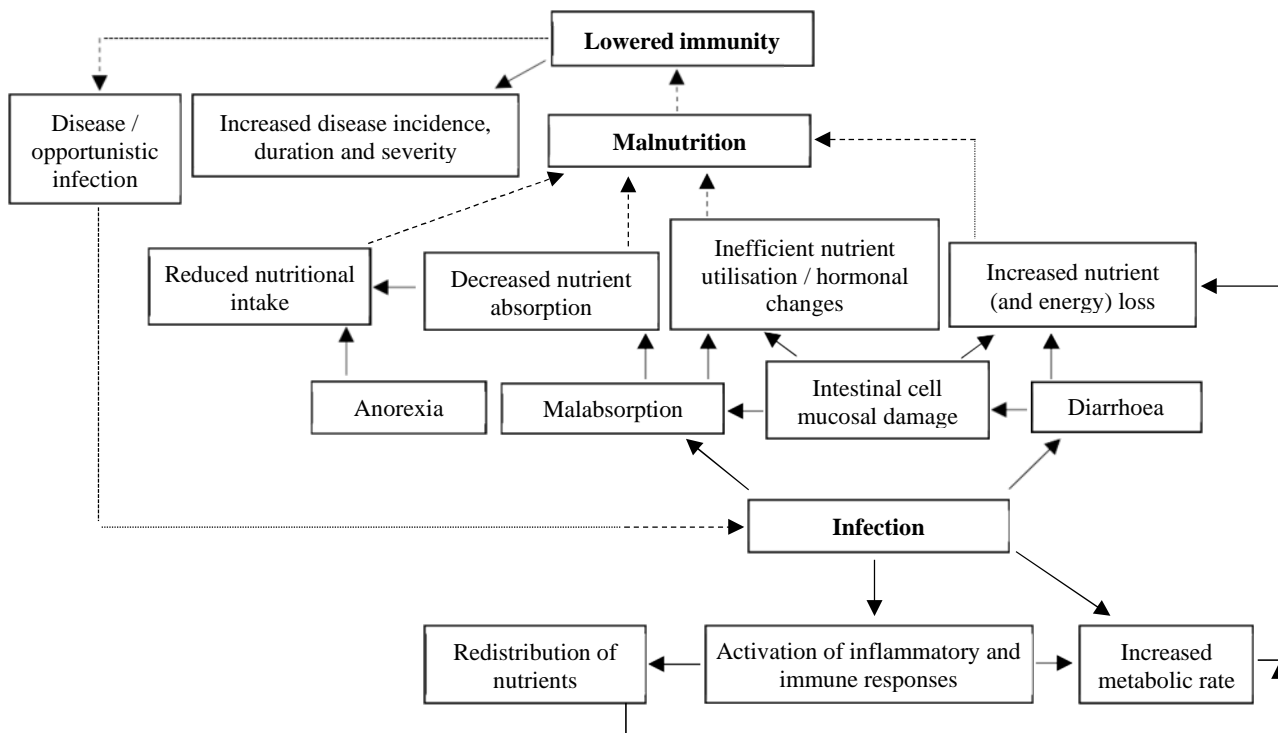 Lowered immunity
Disease /
opportunistic
infection
Increased disease incidence,
duration and severity
Malnutrition
Reduced nutritional
intake
Decreased nutrient
absorption
Inefficient nutrient
utilisation / hormonal
changes
Increased nutrient
(and energy) loss
Anorexia
Malabsorption
Intestinal cell
mucosal damage
Diarrhoea
Infection
Redistribution of
nutrients
Activation of inflammatory and
immune responses
Increased
metabolic rate